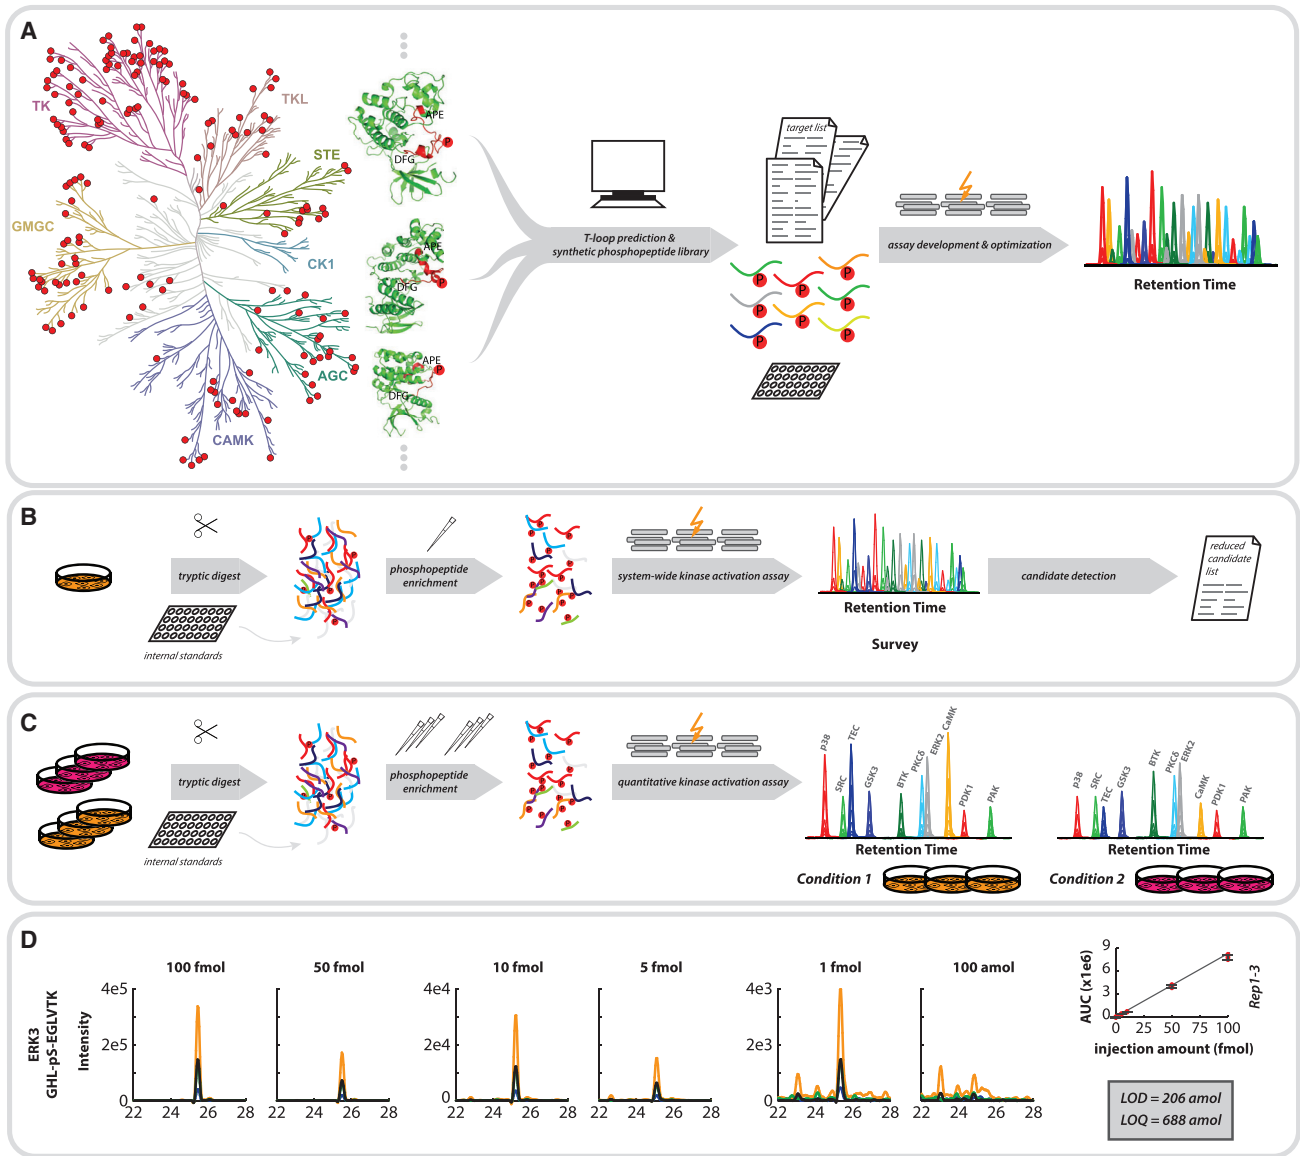 A
TK
TKL
STE
GMGC
CK1
AGC
CAMK
APE
P
DFG
APE
DFG
P
APE
P
DFG
T-loop prediction &
synthetic phosphopeptide library
target list
P
P
P
P
P
P
P
P
assay development & optimization
Retention Time
B
tryptic digest
internal standards
phosphopeptide
enrichment
system-wide kinase activation assay
Retention Time
Survey
candidate detection
reduced
candidate
list
C
tryptic digest
internal standards
phosphopeptide
enrichment
quantitative kinase activation assay
p38
SRC
TEC
GSK3
BTK
PKCδ
ERK2
CaMK
PDK1
PAK
Retention Time
Condition 1
p38
SRC
TEC
GSK3
BTK
PKCδ
ERK2
CaMK
PDK1
PAK
Retention Time
Condition 2
D
ERK3
GHL-pS-EGLVTK
Intensity
100 fmol
4e5
2e5
0
22 24 26 28
50 fmol
22 24 26 28
10 fmol
4e4
2e4
0
22 24 26 28
5 fmol
22 24 26 28
1 fmol
4e3
2e3
0
22 24 26 28
100 amol
22 24 26 28
AUC (x1e6)
9
6
3
0
0 25 50 75 100
injection amount (fmol)
Rep1-3
LOD = 206 amol
LOQ = 688 amol